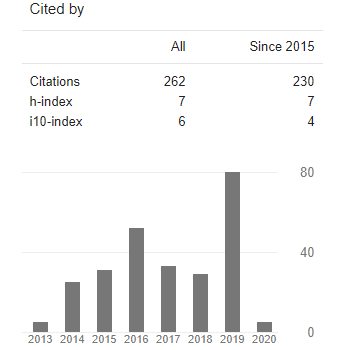 Cited by
All Since 2015
Citations 262 230
h-index 7 7
i10-index 6 4
80
40
0
2013 2014 2015 2016 2017 2018 2019 2020